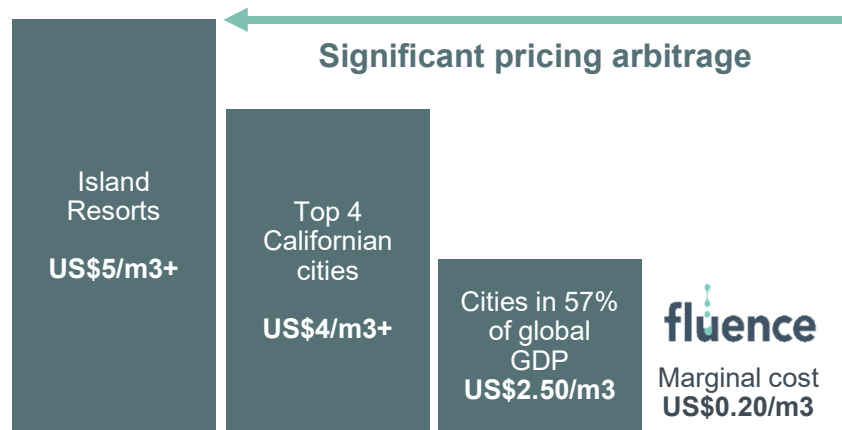 Significant pricing arbitrage
Island
Resorts
US$5/m3+
Top 4
Californian
cities
US$4/m3+
Cities in 57%
of global
GDP
US$2.50/m3
fluence
Marginal cost
US$0.20/m3